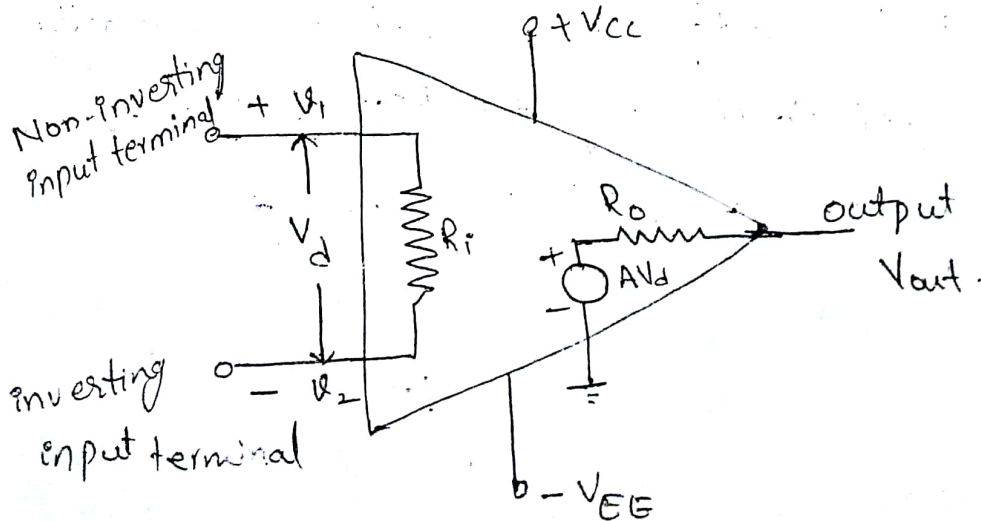 + VCC
Non-inverting
input terminal
+ V1
Vd
Ri
Ro
output
Vout.
+
AVd
-
inverting
input terminal
- V2
- VEE